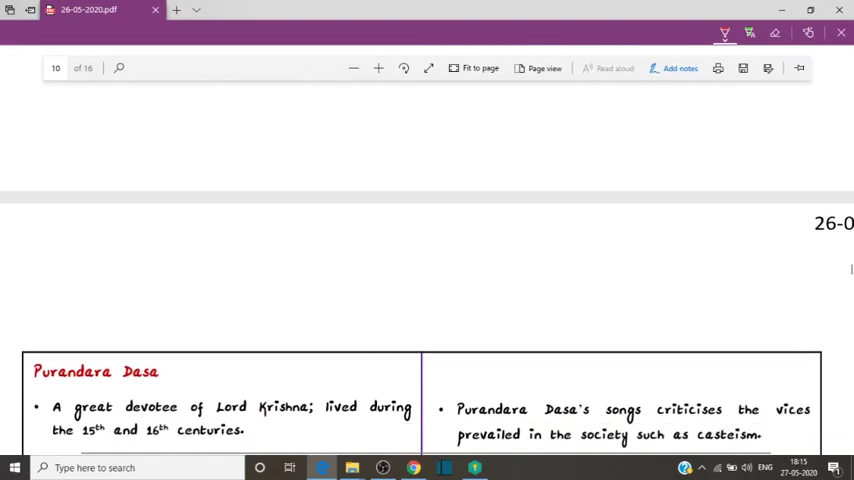 26-05-2020.pdf
10 of 16
Fit to page
Page view
Read aloud
Add notes
26-0
Purandara Dasa
• A great devotee of Lord Krishna; lived during
the 15th and 16th centuries.
• Purandara Dasa's songs criticises the vices
prevailed in the society such as casteism.
Type here to search
ENG
18:15
27-05-2020